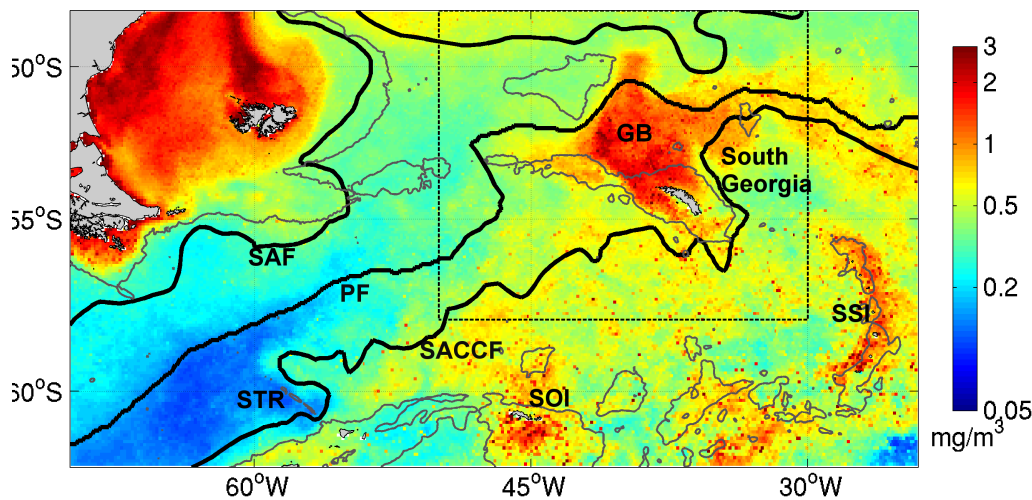 50°S
55°S
60°S
60°W
45°W
30°W
GB
South
Georgia
SAF
PF
SSI
SACCF
STR
SOI
3
2
1
0.5
0.2
0.05
mg/m³